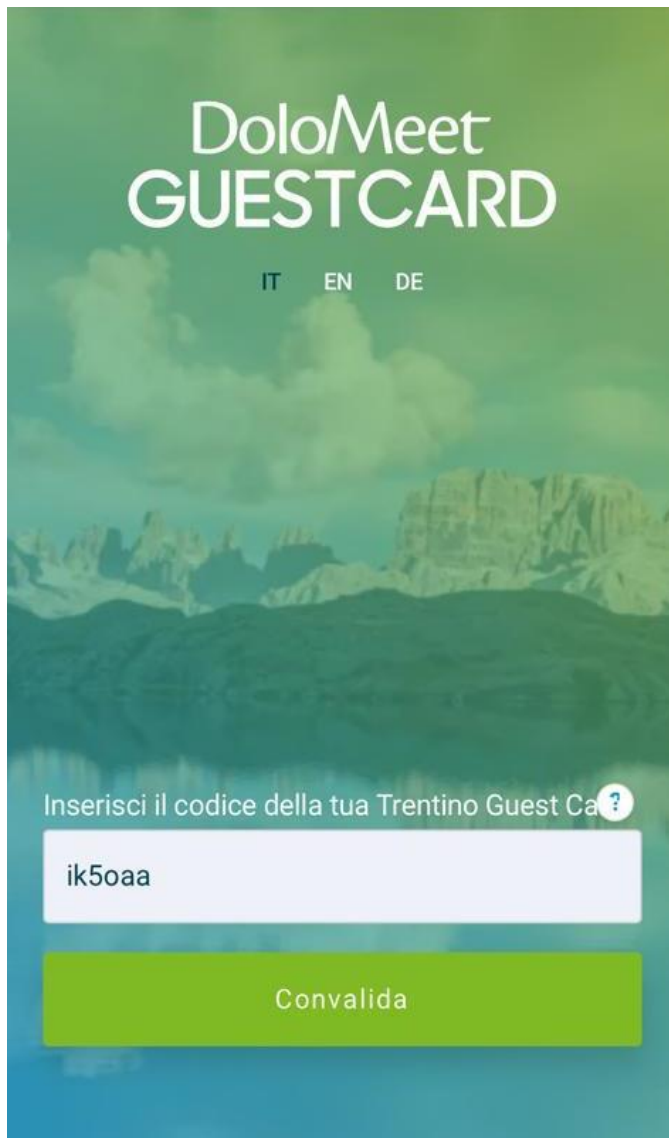 DoloMeet
GUESTCARD
IT EN DE
Inserisci il codice della tua Trentino Guest Ca
?
ik5oaa
Convalida